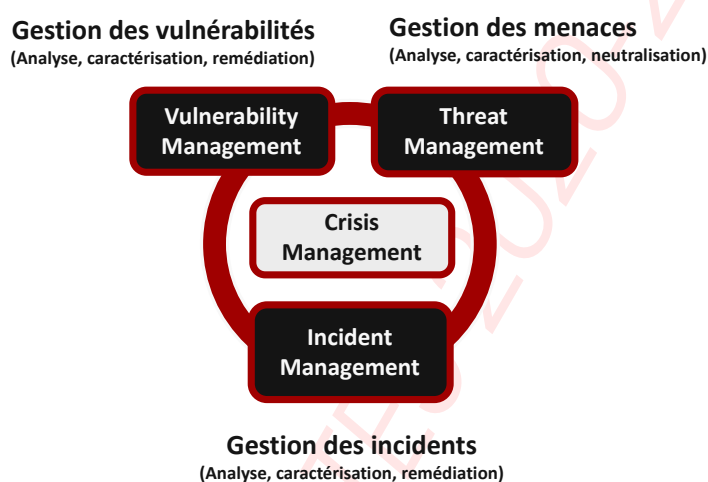 Gestion des vulnérabilités
(Analyse, caractérisation, remédiation)
Gestion des menaces
(Analyse, caractérisation, neutralisation)
Vulnerability
Management
Threat
Management
Crisis
Management
Incident
Management
Gestion des incidents
(Analyse, caractérisation, remédiation)